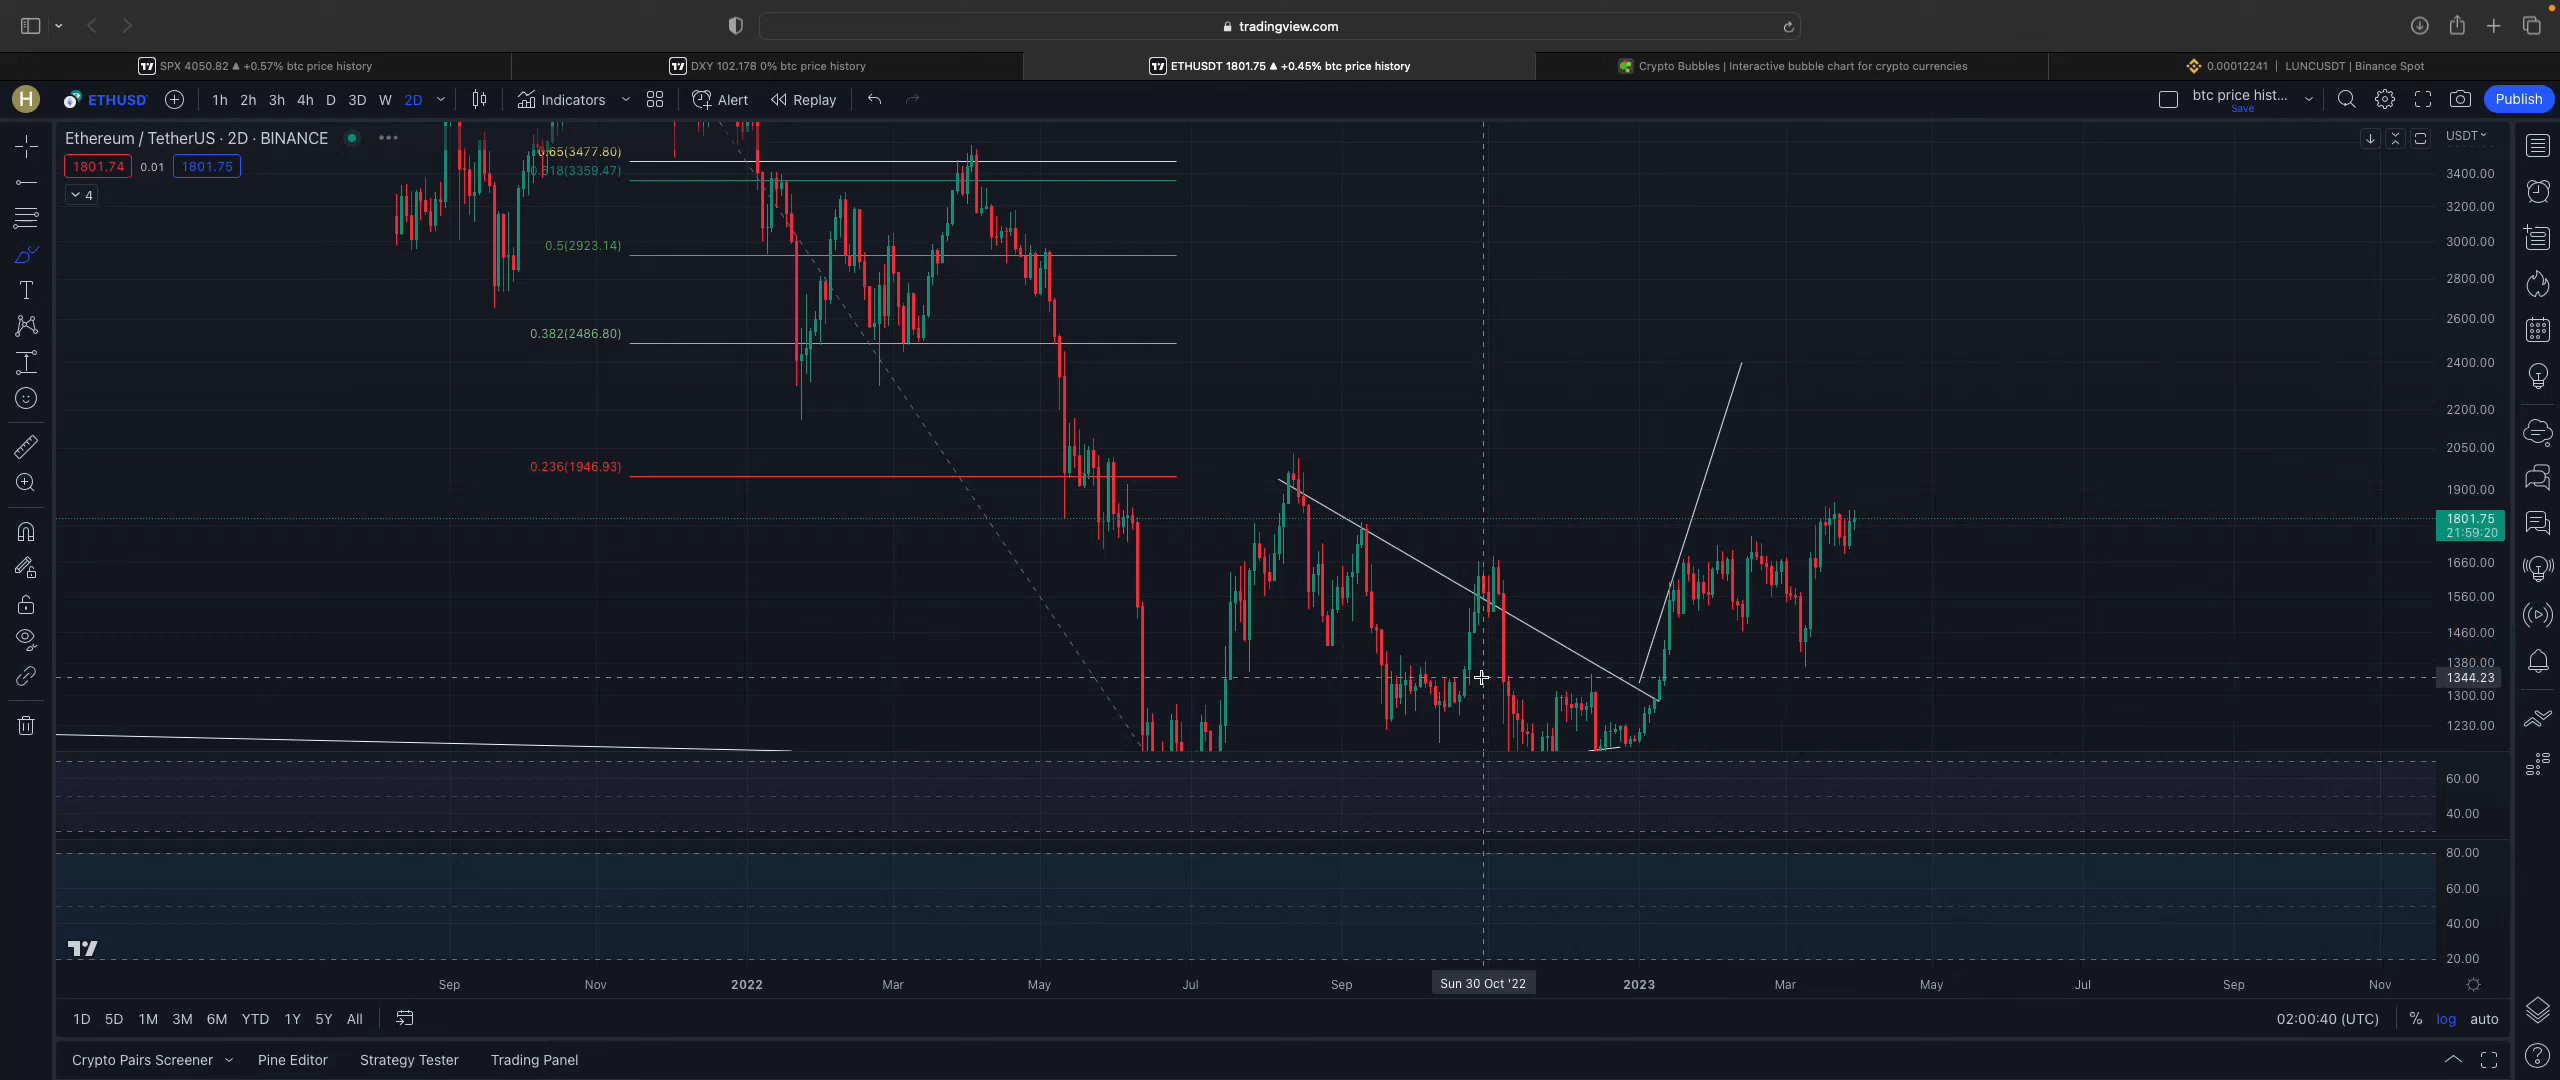 tradingview.com
SPX 4050.82 ▲ +0.57% btc price history
DXY 102.178 0% btc price history
ETHUSDT 1801.75 ▲ +0.45% btc price history
Crypto Bubbles | Interactive bubble chart for crypto currencies
0.00012241 | LUNCUSDT | Binance Spot
H
ETHUSD
1h 2h 3h 4h D 3D W 2D
Indicators
Alert
Replay
btc price hist...
Save
Publish
Ethereum / TetherUS · 2D · BINANCE
1801.74 0.01 1801.75
4
USDT
0.65(3477.80)
0.618(3359.47)
0.5(2923.14)
0.382(2486.80)
0.236(1946.93)
3400.00
3200.00
3000.00
2800.00
2600.00
2400.00
2200.00
2050.00
1900.00
1801.75
21:59:20
1660.00
1560.00
1460.00
1380.00
1344.23
1300.00
1230.00
60.00
40.00
80.00
60.00
40.00
20.00
Sep Nov 2022 Mar May Jul Sep Sun 30 Oct '22 2023 Mar May Jul Sep Nov
1D 5D 1M 3M 6M YTD 1Y 5Y All
02:00:40 (UTC) % log auto
Crypto Pairs Screener Pine Editor Strategy Tester Trading Panel